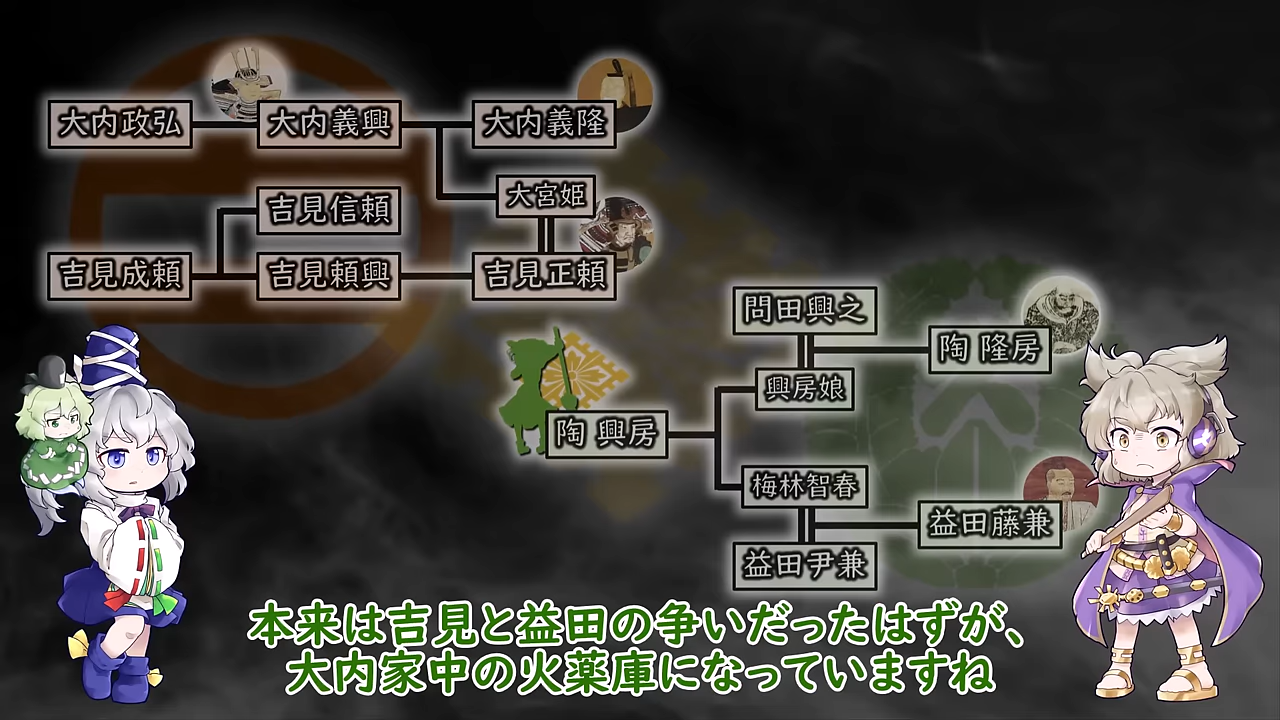 大内政弘
大内義興
大内義隆
大宮姫
吉見信頼
吉見成頼
吉見頼興
吉見正頼
問田興之
陶 隆房
興房娘
陶 興房
梅林智春
益田藤兼
益田尹兼
本来は吉見と益田の争いだったはずが、
大内家中の火薬庫になっていますね